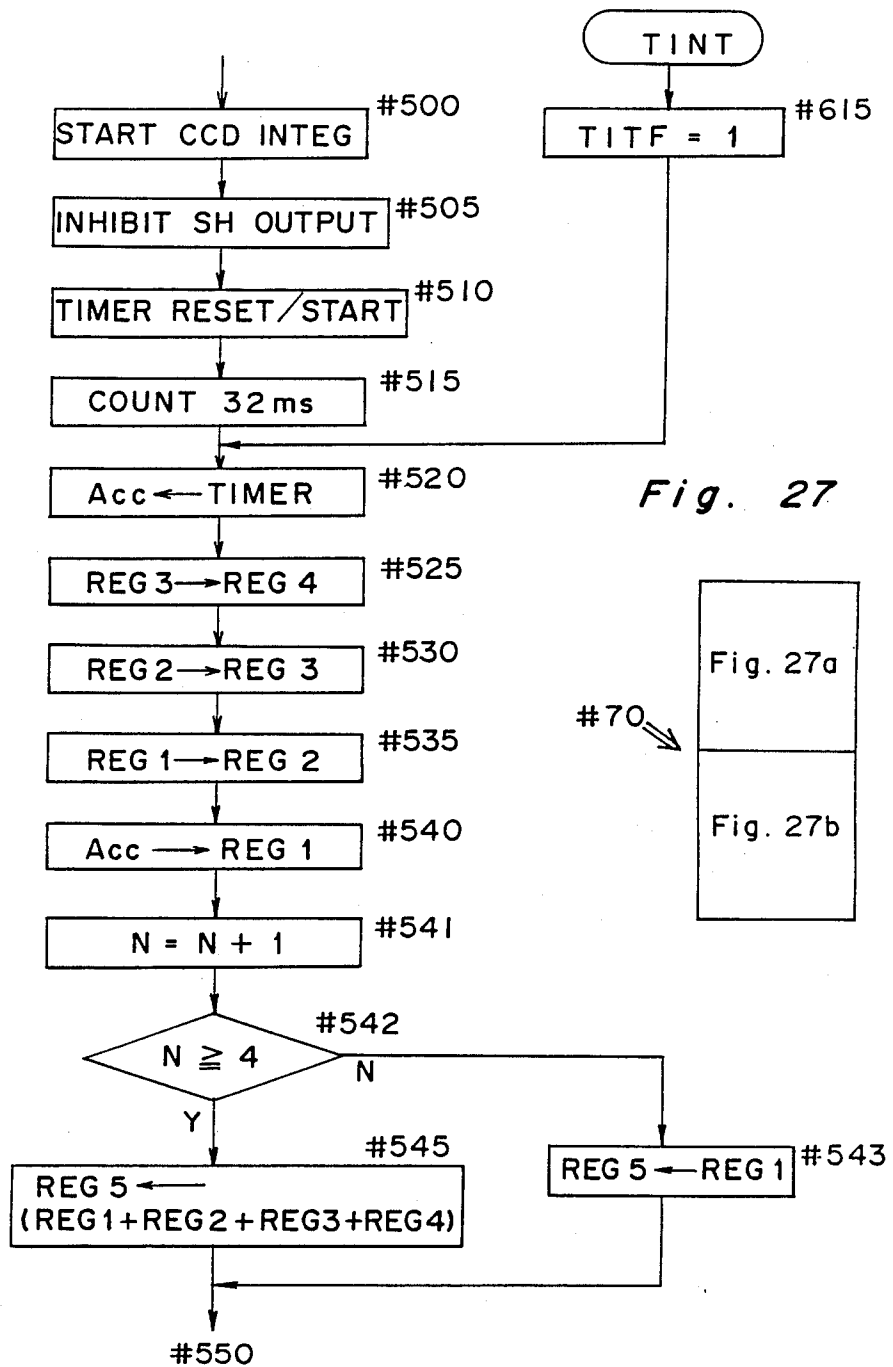 TINT
#500
START CCD INTEG
#615
TITF = 1
#505
INHIBIT SH OUTPUT
#510
TIMER RESET/START
#515
COUNT 32ms
#520
Acc ← TIMER
Fig. 27
#525
REG 3 → REG 4
#530
REG 2 → REG 3
#535
REG 1 → REG 2
#540
Acc → REG 1
#541
N = N + 1
#542
N ≧ 4
N
Y
#545
REG 5 ←
(REG1+REG2+REG3+REG4)
#543
REG 5 ← REG 1
#550
Fig. 27a
#70
Fig. 27b